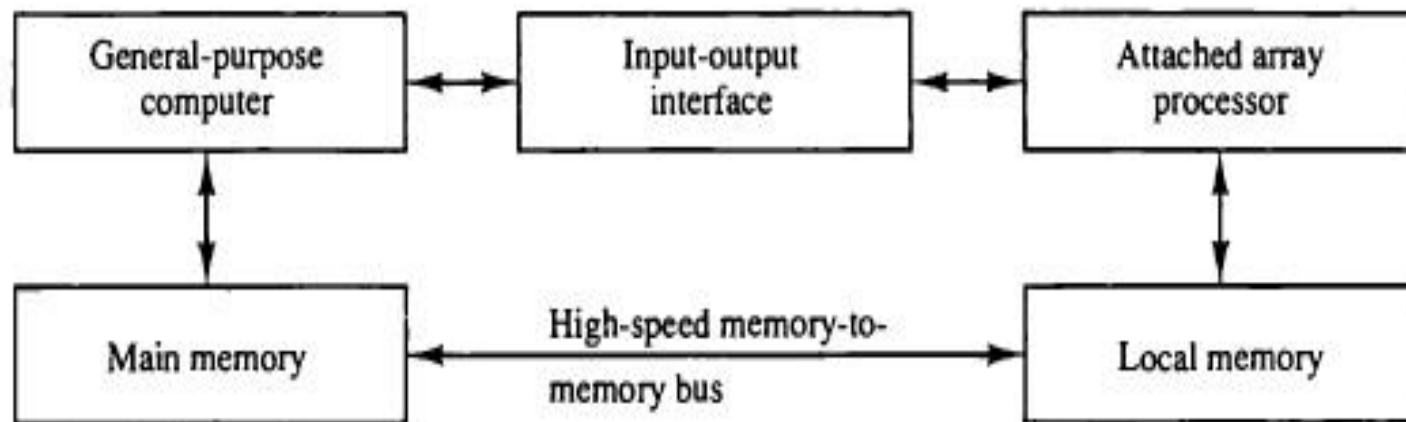 General-purpose
computer
Input-output
interface
Attached array
processor
Main memory
High-speed memory-to-
memory bus
Local memory